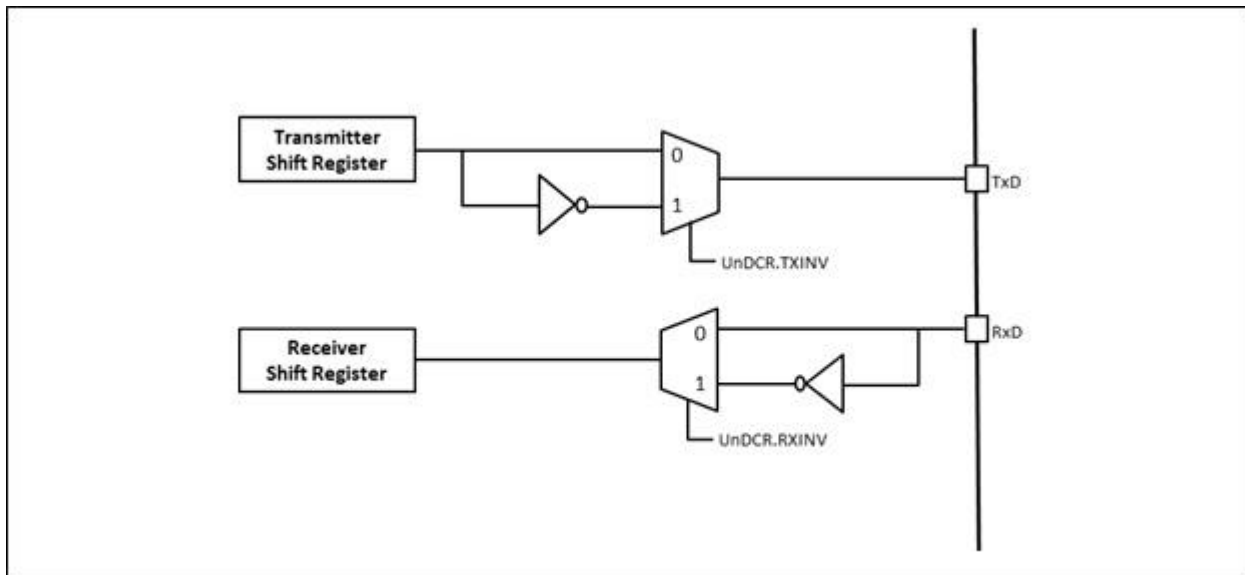 Transmitter
Shift Register
0
1
TxD
UnDCR.TXINV
Receiver
Shift Register
0
1
RxD
UnDCR.RXINV